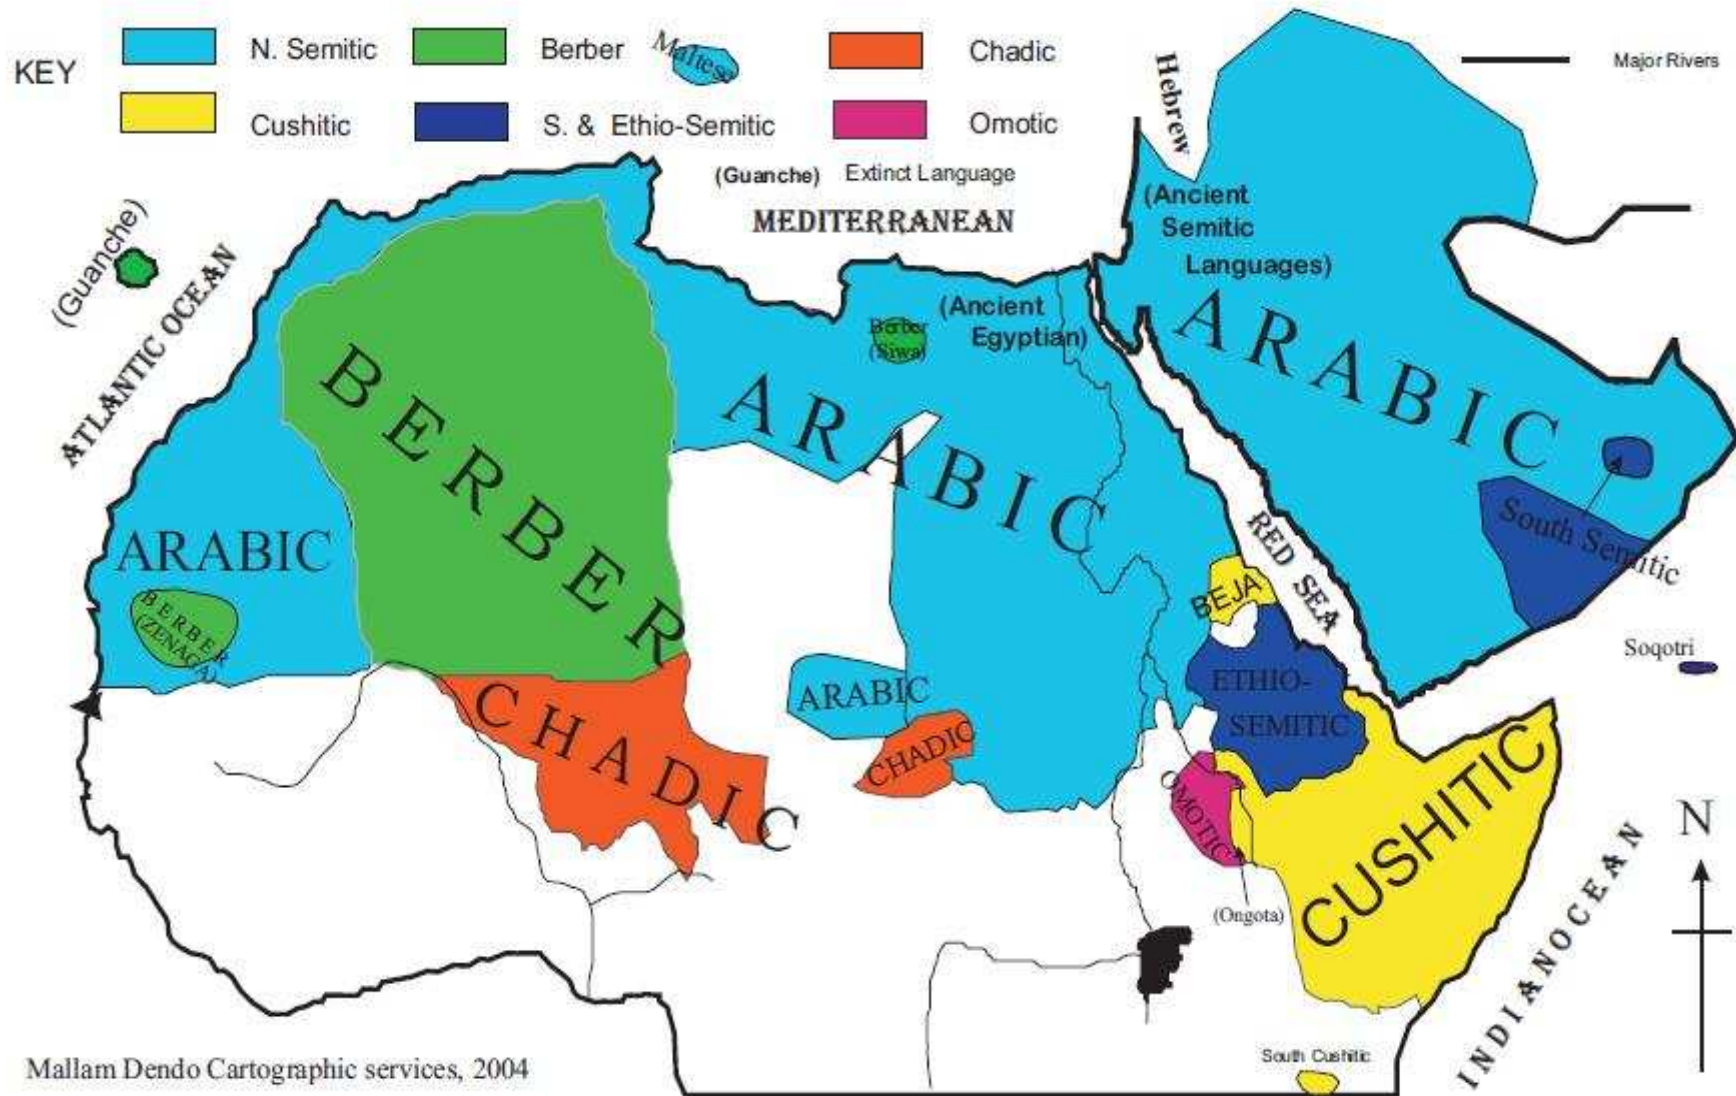 KEY
N. Semitic
Berber
Maltese
Chadic
Major Rivers
Cushitic
S. & Ethio-Semitic
Omotic
Hebrew
(Guanche) Extinct Language
MEDITERRANEAN
(Guanche)
ATLANTIC OCEAN
(Ancient
Semitic
Languages)
(Ancient
Egyptian)
Berber
(Siwa)
BERBER
ARABIC
ARABIC
ARABIC
BERBER
(ZENAGA)
South Semitic
RED SEA
BEJA
Soqotri
ETHIO-
SEMITIC
ARABIC
CHADIC
CHADIC
OMOTIC
CUSHITIC
(Ongota)
N
INDIAN OCEAN
South Cushitic
Mallam Dendo Cartographic services, 2004